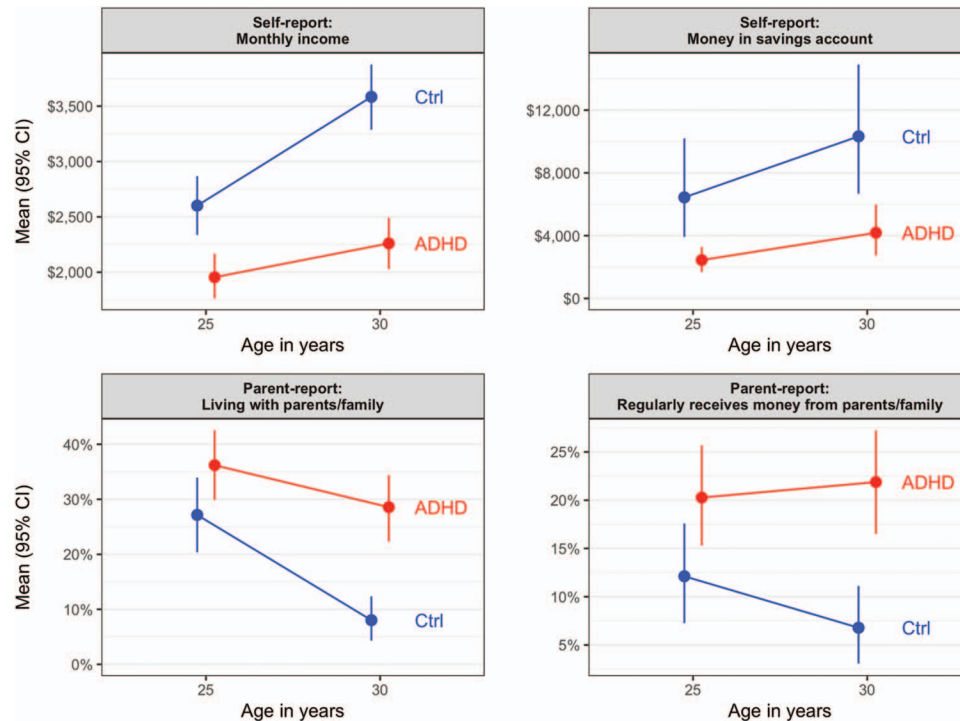 Self-report:
Monthly income
Mean (95% CI)
$3,500
$3,000
$2,500
$2,000
Ctrl
ADHD
25
30
Age in years
Self-report:
Money in savings account
$12,000
$8,000
$4,000
$0
Ctrl
ADHD
25
30
Age in years
Parent-report:
Living with parents/family
Mean (95% CI)
40%
30%
20%
10%
0%
ADHD
Ctrl
25
30
Age in years
Parent-report:
Regularly receives money from parents/family
25%
20%
15%
10%
5%
ADHD
Ctrl
25
30
Age in years